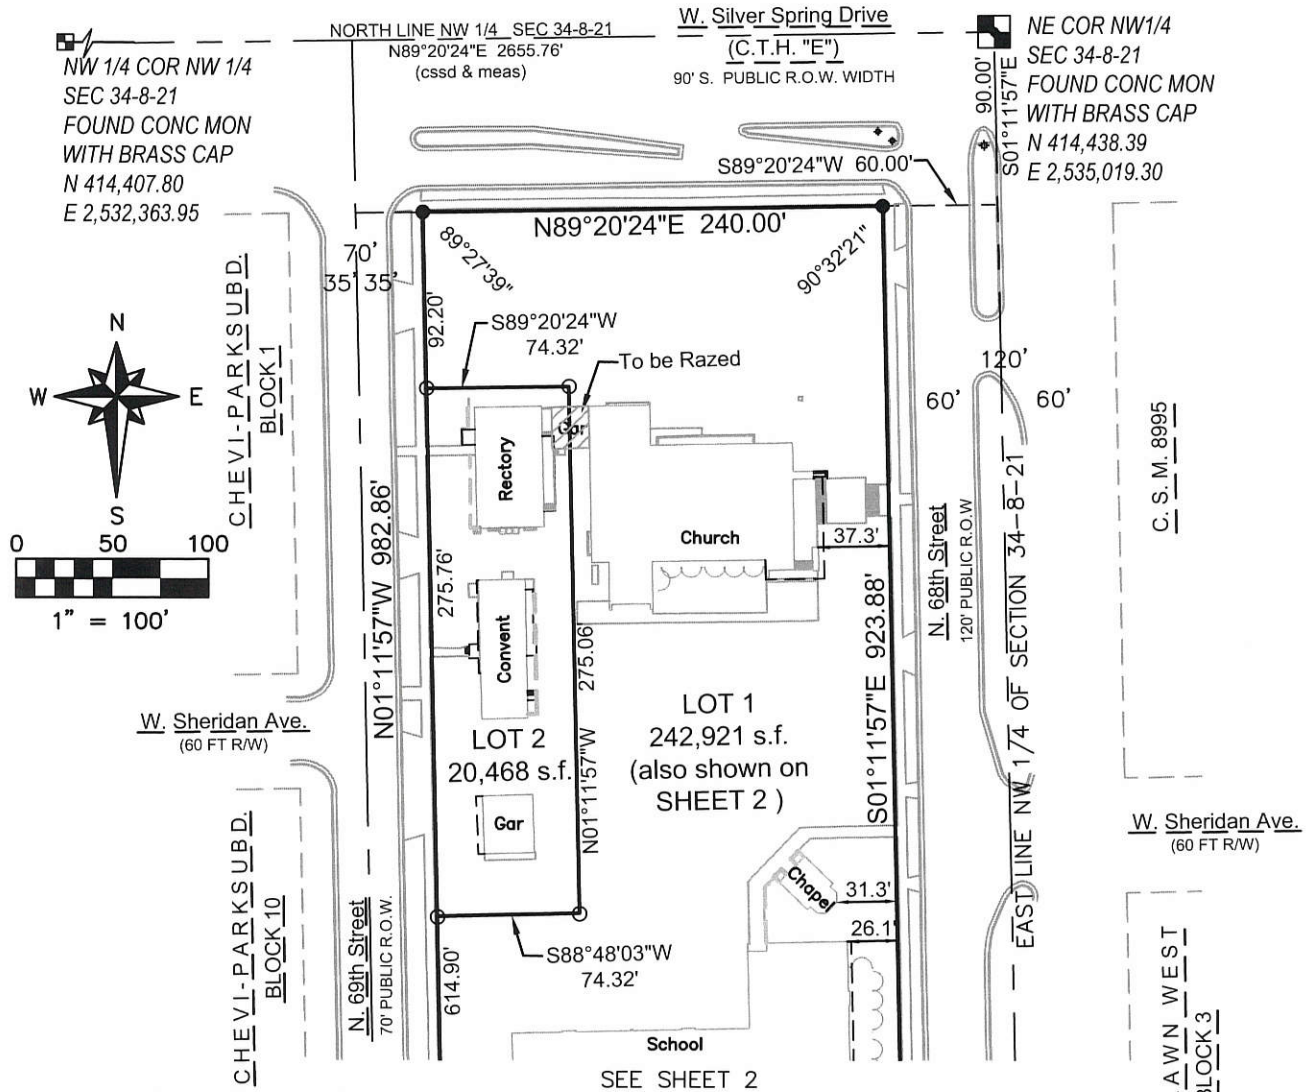 NORTH LINE NW 1/4 SEC 34-8-21
N89°20'24"E 2655.76'
(cssd & meas)
W. Silver Spring Drive
(C.T.H. "E")
90' S. PUBLIC R.O.W. WIDTH
NW 1/4 COR NW 1/4
SEC 34-8-21
FOUND CONC MON
WITH BRASS CAP
N 414,407.80
E 2,532,363.95
NE COR NW1/4
SEC 34-8-21
FOUND CONC MON
WITH BRASS CAP
N 414,438.39
E 2,535,019.30
90.00'
S01°11'57"E
S89°20'24"W 60.00'
N89°20'24"E 240.00'
89°27'39"
90°32'21"
70'
35' 35'
92.20'
S89°20'24"W
74.32'
To be Razed
Gar
CHEVI-PARKSUBD.
BLOCK 1
N
W E
S
0 50 100
1" = 100'
Rectory
Church
37.3'
120'
60' 60'
C. S. M. 8995
N01°11'57"W 982.86'
275.76'
Convent
275.06'
N01°11'57"W
N. 68th Street
120' PUBLIC R.O.W
S01°11'57"E 923.88'
EAST LINE NW 1/4 OF SECTION 34-8-21
W. Sheridan Ave.
(60 FT R/W)
LOT 2
20,468 s.f.
Gar
LOT 1
242,921 s.f.
(also shown on
SHEET 2 )
W. Sheridan Ave.
(60 FT R/W)
Chapel
31.3'
26.1'
S88°48'03"W
74.32'
614.90'
CHEVI-PARKSUBD.
BLOCK 10
N. 69th Street
70' PUBLIC R.O.W.
School
SEE SHEET 2
AWN WEST
BLOCK 3